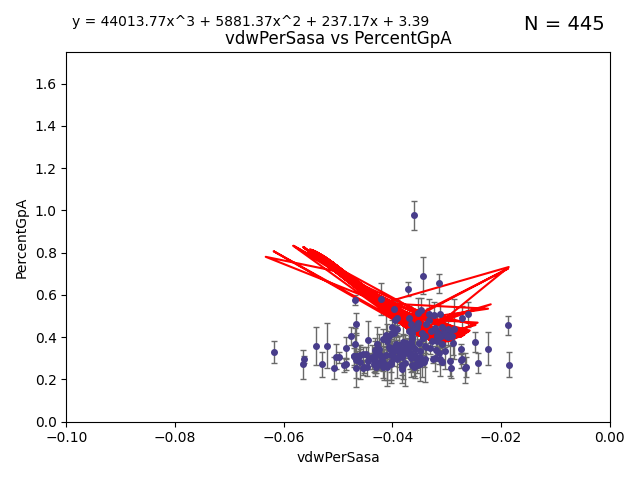 y = 44013.77x^3 + 5881.37x^2 + 237.17x + 3.39
N = 445
vdwPerSasa vs PercentGpA
1.6
1.4
1.2
1.0
0.8
0.6
0.4
0.2
0.0
PercentGpA
−0.10 −0.08 −0.06 −0.04 −0.02 0.00
vdwPerSasa